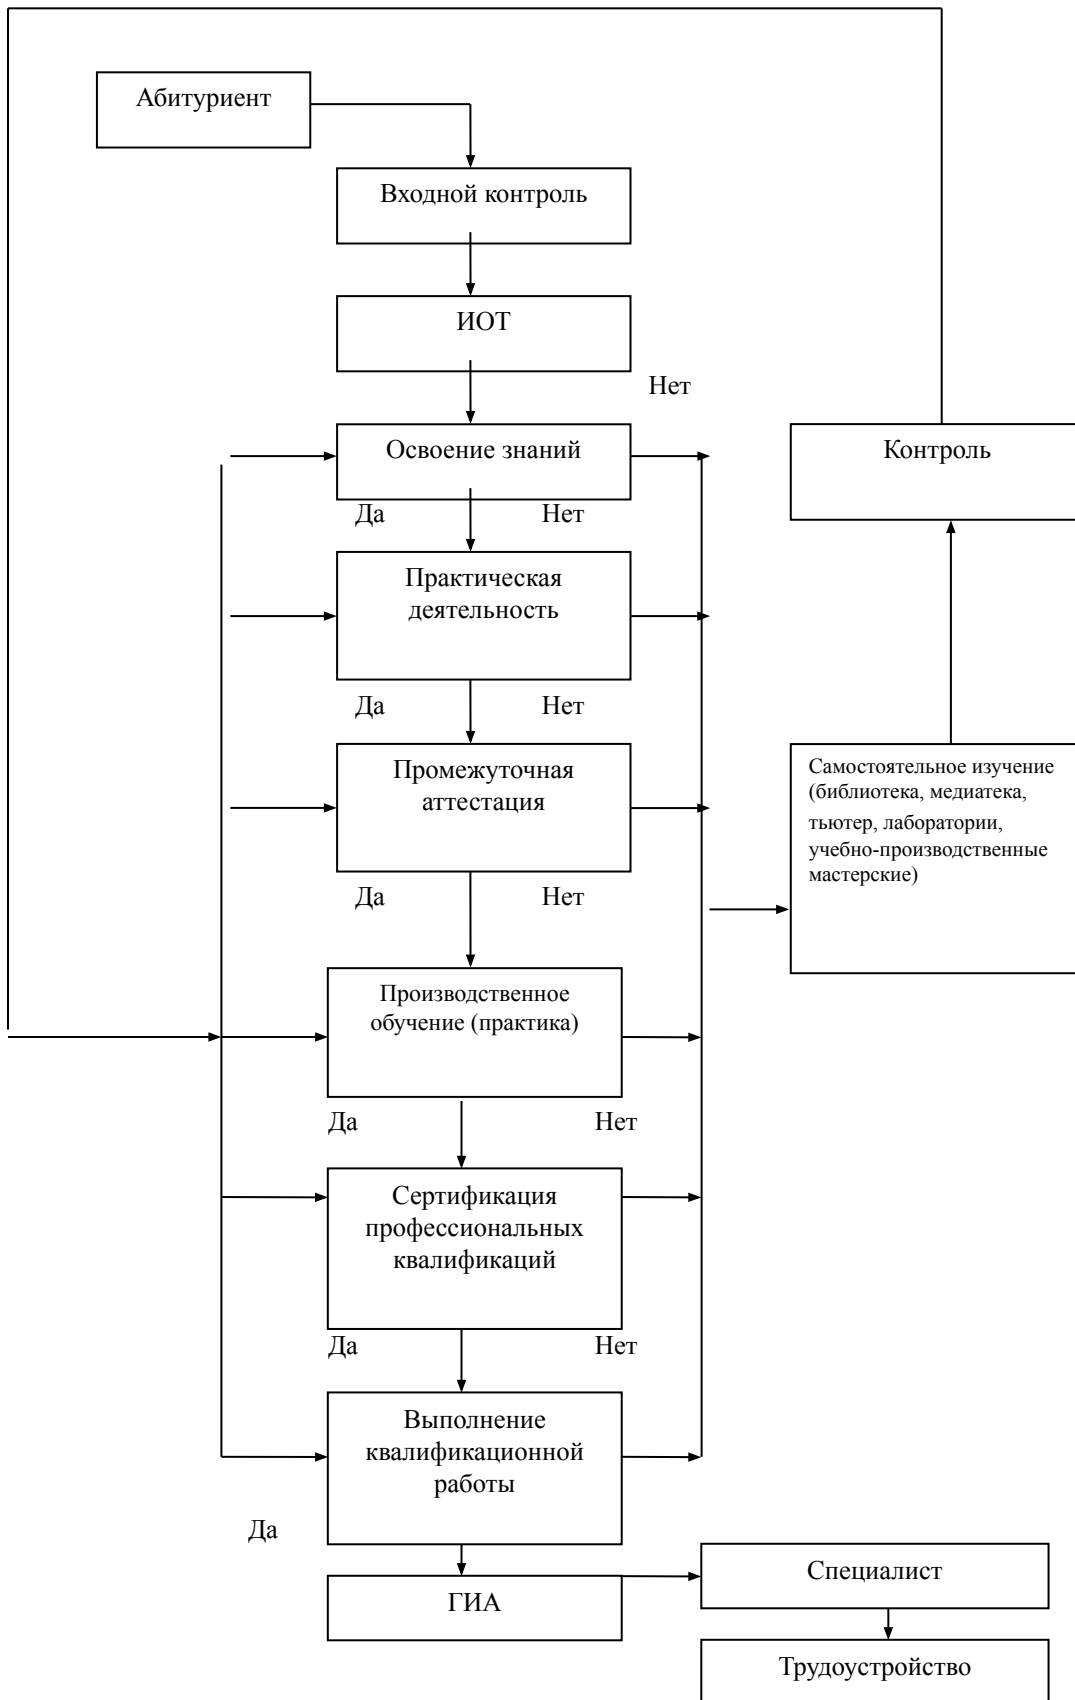 Абитуриент
Входной контроль
ИОТ
Нет
Освоение знаний
Контроль
Да
Нет
Практическая
деятельность
Да
Нет
Промежуточная
аттестация
Самостоятельное изучение
(библиотека, медиатека,
тьютер, лаборатории,
учебно-производственные
мастерские)
Да
Нет
Производственное
обучение (практика)
Да
Нет
Сертификация
профессиональных
квалификаций
Да
Нет
Выполнение
квалификационной
работы
Да
ГИА
Специалист
Трудоустройство